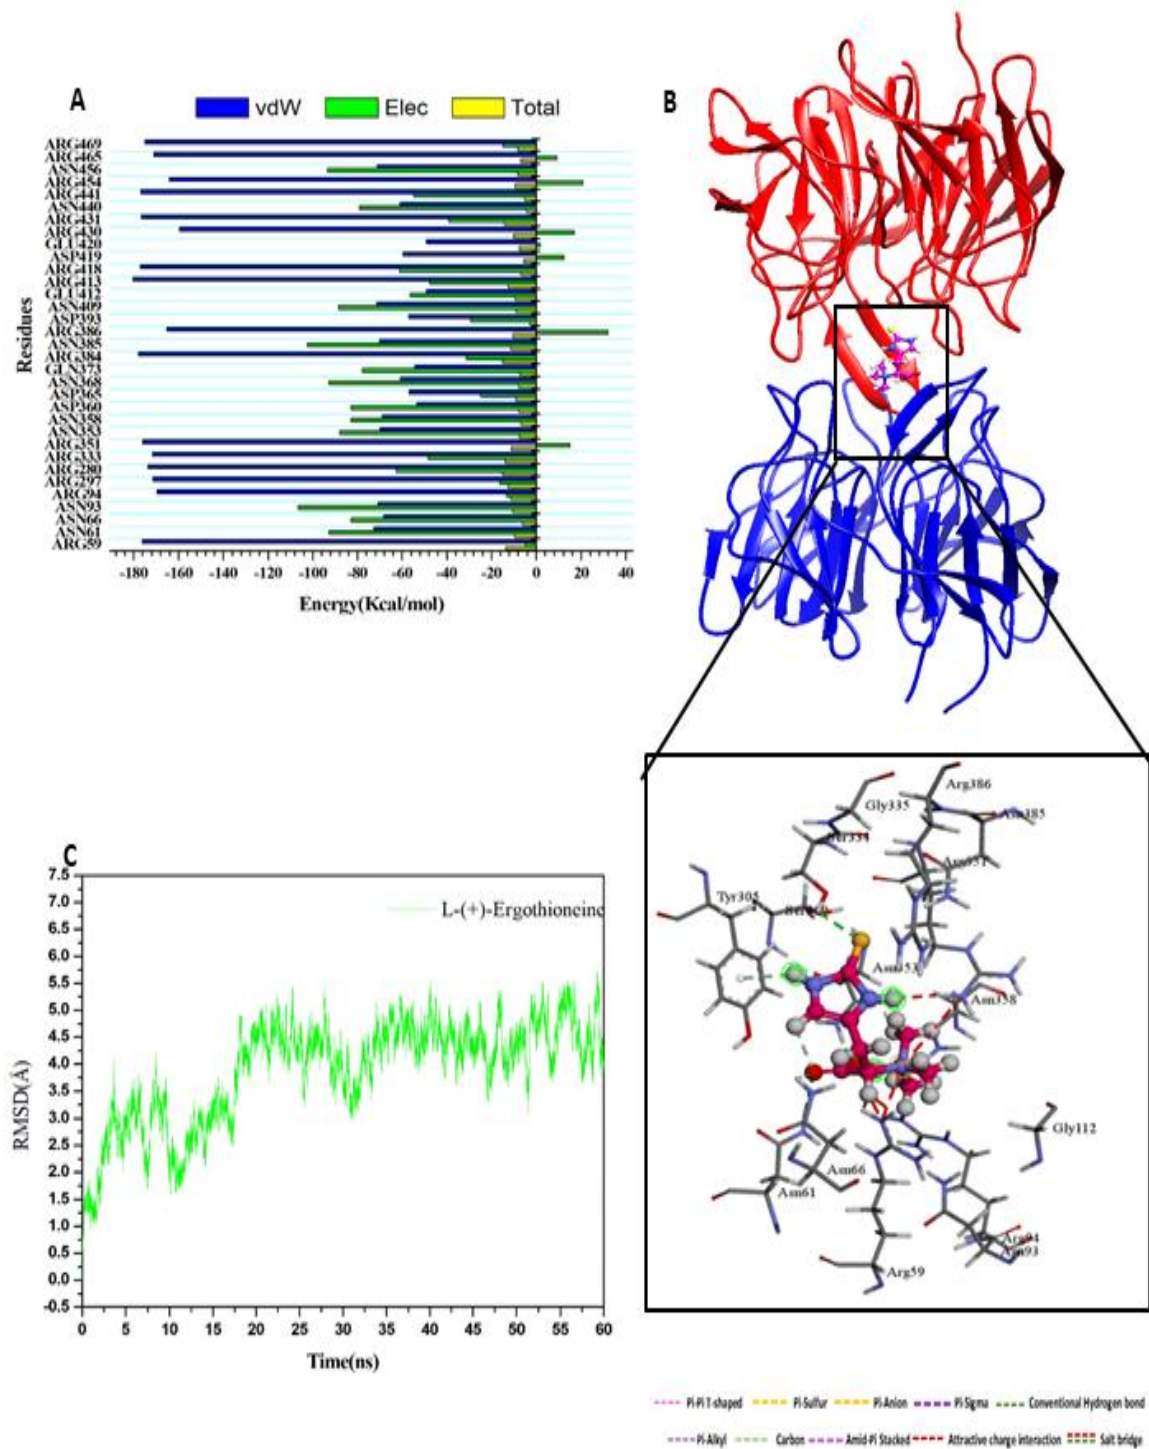 A
vdW Elec Total
B
ARG469
ARG465
ASN456
ARG454
ARG441
ASN440
ARG431
ARG430
GLU420
ASP419
ARG418
ARG413
GLU412
ASN409
ASP393
ARG386
ASN385
ARG384
GLN373
ASN368
ASP365
ASP360
ASN358
ASN353
ARG351
ARG333
ARG280
ARG297
ARG94
ASN93
ASN66
ASN61
ARG59
Residues
-180 -160 -140 -120 -100 -80 -60 -40 -20 0 20 40
Energy(Kcal/mol)
C
7.5
7.0
6.5
6.0
5.5
5.0
4.5
4.0
3.5
3.0
2.5
2.0
1.5
1.0
0.5
0.0
-0.5
RMSD(Å)
L-(+)-Ergothioneine
0 5 10 15 20 25 30 35 40 45 50 55 60
Time(ns)
Arg386
Gly335
Asn385
Ser334
Arg351
Tyr305
Asn353
Asn358
Gly112
Asn66
Asn61
Arg94
Asn93
Arg59
Pi-Pi T-shaped Pi-Sulfur Pi-Anion Pi-Sigma Conventional Hydrogen bond
Pi-Alkyl Carbon Amid-Pi Stacked Attractive charge interaction Salt bridge